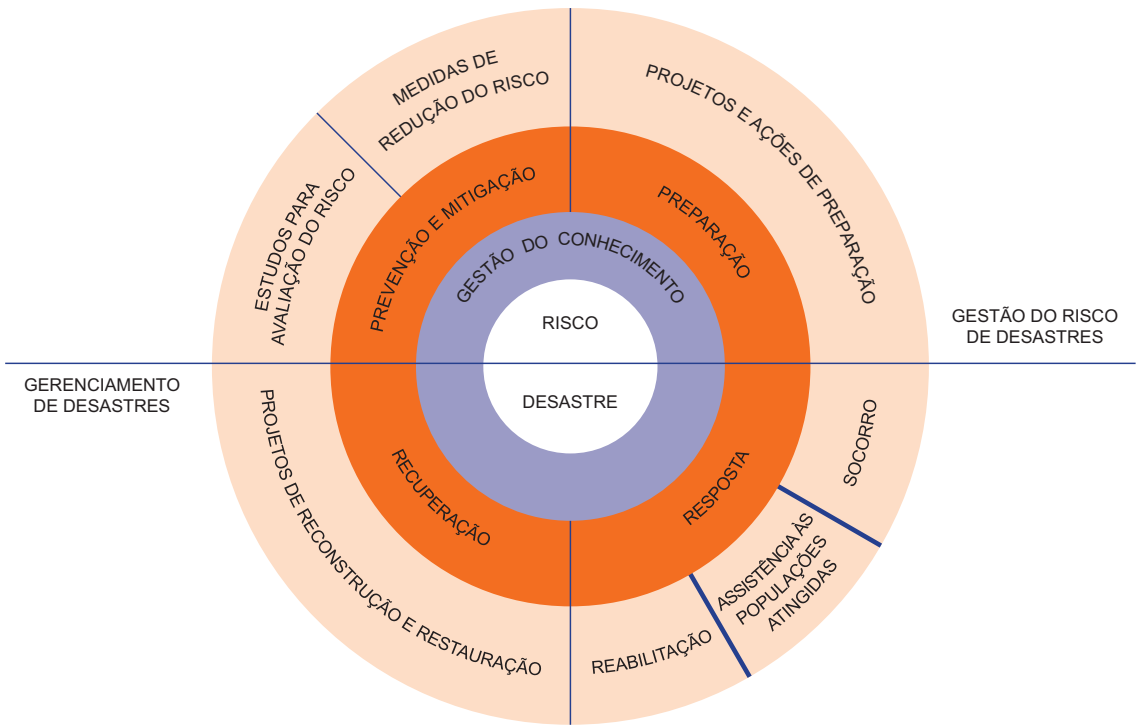 MEDIDAS DE
REDUÇÃO DO RISCO
PROJETOS E AÇÕES DE PREPARAÇÃO
ESTUDOS PARA
AVALIAÇÃO DO RISCO
PREVENÇÃO E MITIGAÇÃO
PREPARAÇÃO
GESTÃO DO CONHECIMENTO
RISCO
GESTÃO DO RISCO
DE DESASTRES
GERENCIAMENTO
DE DESASTRES
DESASTRE
PROJETOS DE RECONSTRUÇÃO E RESTAURAÇÃO
RECUPERAÇÃO
RESPOSTA
SOCORRO
ASSISTÊNCIA ÀS
POPULAÇÕES
ATINGIDAS
REABILITAÇÃO